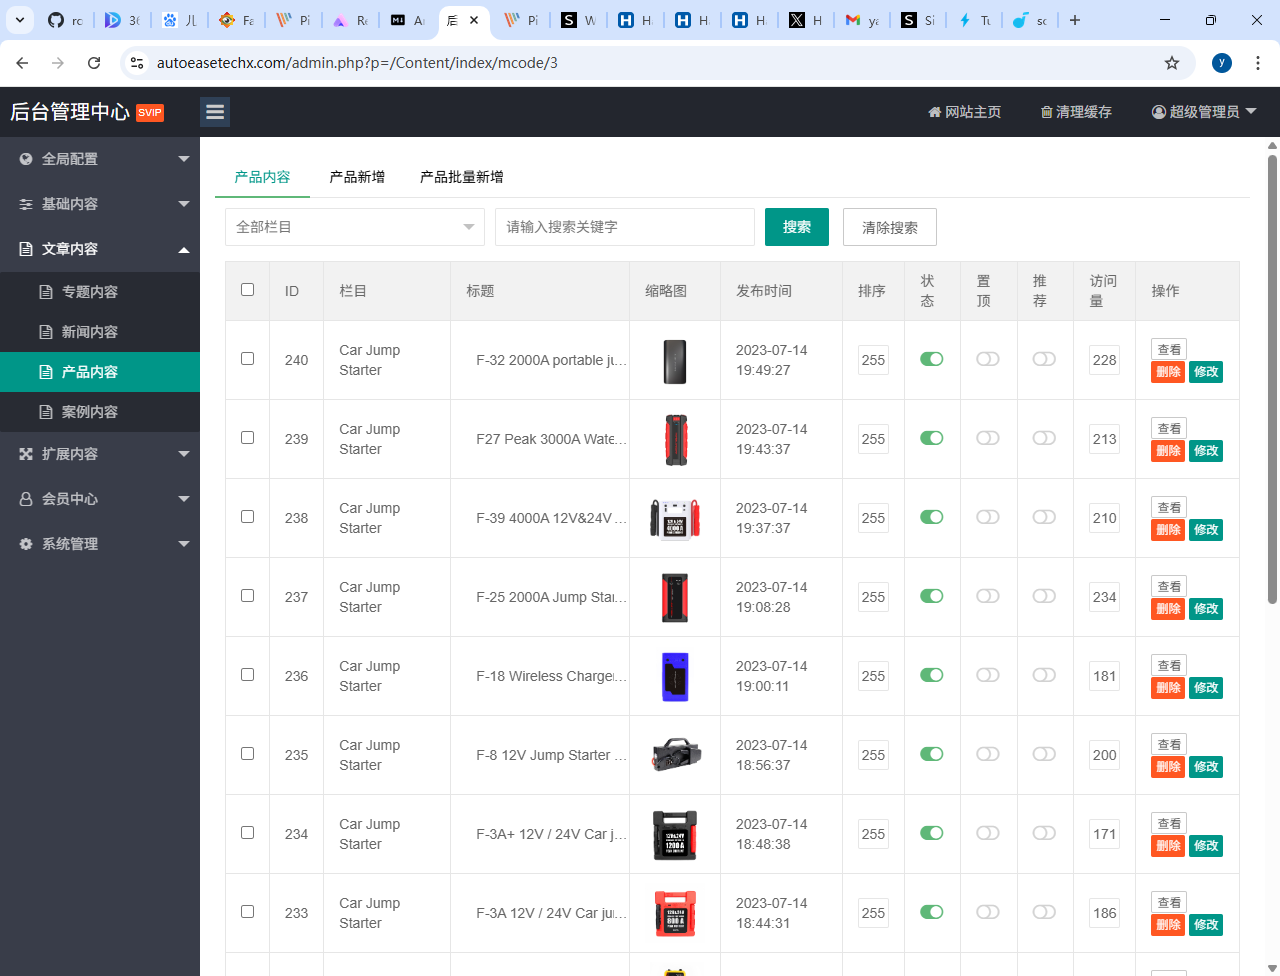 rc
3(
儿
Fa
Pi
Re
Ar
后
Pi
W
H
H
H
H
ya
Si
Tu
sc
autoeasetechx.com/admin.php?p=/Content/index/mcode/3
y
后台管理中心 SVIP
网站主页 清理缓存 超级管理员
全局配置
基础内容
文章内容
专题内容
新闻内容
产品内容
案例内容
扩展内容
会员中心
系统管理
产品内容 产品新增 产品批量新增
全部栏目 请输入搜索关键字 搜索 清除搜索
ID 栏目 标题 缩略图 发布时间 排序 状态 置顶 推荐 访问量 操作
240 Car Jump Starter F-32 2000A portable ju... 2023-07-14 19:49:27 255 228 查看 删除 修改
239 Car Jump Starter F27 Peak 3000A Wate... 2023-07-14 19:43:37 255 213 查看 删除 修改
238 Car Jump Starter F-39 4000A 12V&24V ... 2023-07-14 19:37:37 255 210 查看 删除 修改
237 Car Jump Starter F-25 2000A Jump Star... 2023-07-14 19:08:28 255 234 查看 删除 修改
236 Car Jump Starter F-18 Wireless Charger... 2023-07-14 19:00:11 255 181 查看 删除 修改
235 Car Jump Starter F-8 12V Jump Starter ... 2023-07-14 18:56:37 255 200 查看 删除 修改
234 Car Jump Starter F-3A+ 12V / 24V Car j... 2023-07-14 18:48:38 255 171 查看 删除 修改
233 Car Jump Starter F-3A 12V / 24V Car ju... 2023-07-14 18:44:31 255 186 查看 删除 修改